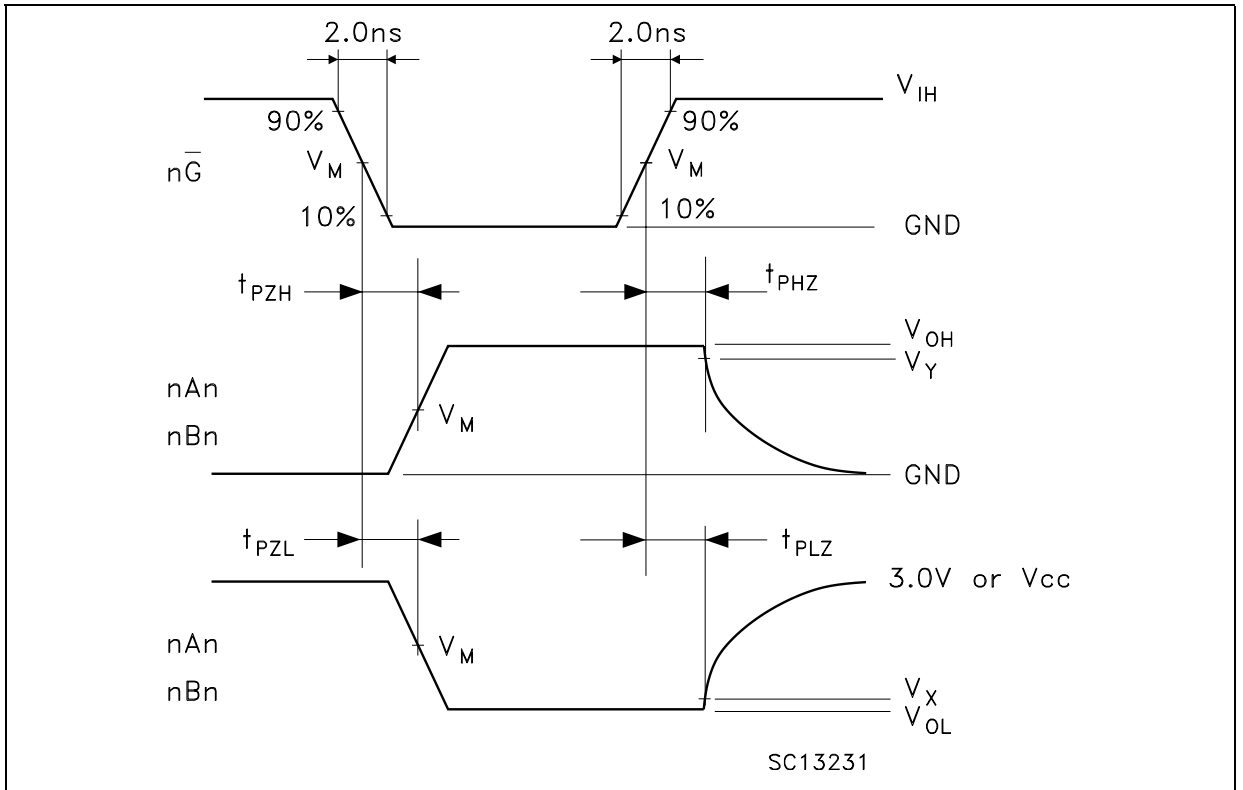 2.0ns 2.0ns
V_IH
90% 90%
nG̅ V_M V_M
10% 10%
GND
t_PZH t_PHZ
V_OH
V_Y
nAn
V_M
nBn
GND
t_PZL t_PLZ
3.0V or Vcc
nAn V_M
nBn V_X
V_OL
SC13231